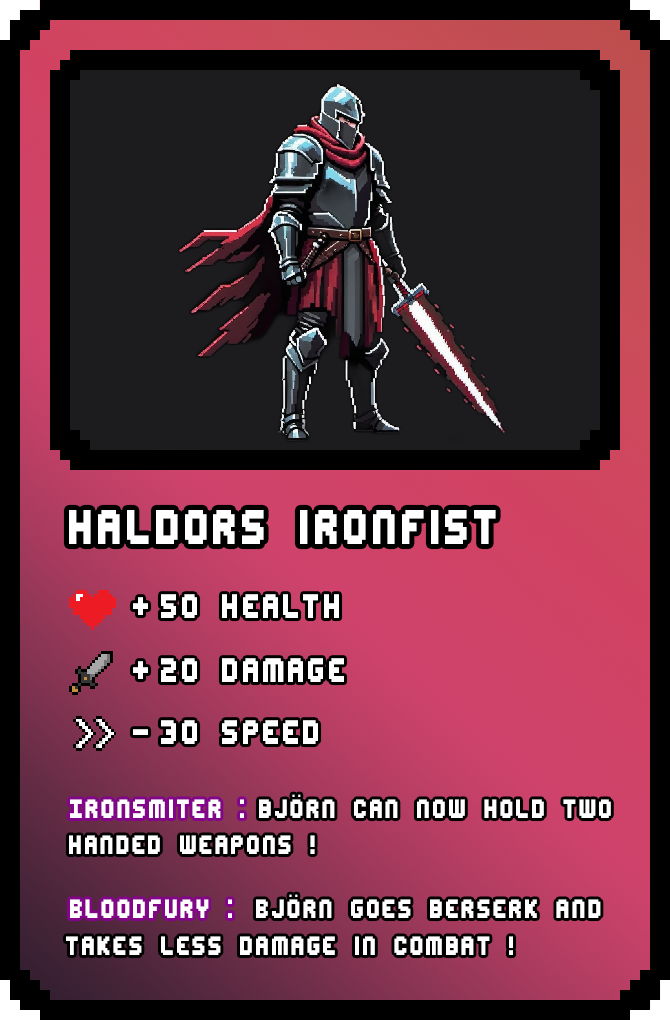 HALDORS IRONFIST
+50 HEALTH
+20 DAMAGE
-30 SPEED
IRONSMITER : BJÖRN CAN NOW HOLD TWO
HANDED WEAPONS !
BLOODFURY : BJÖRN GOES BERSERK AND
TAKES LESS DAMAGE IN COMBAT !